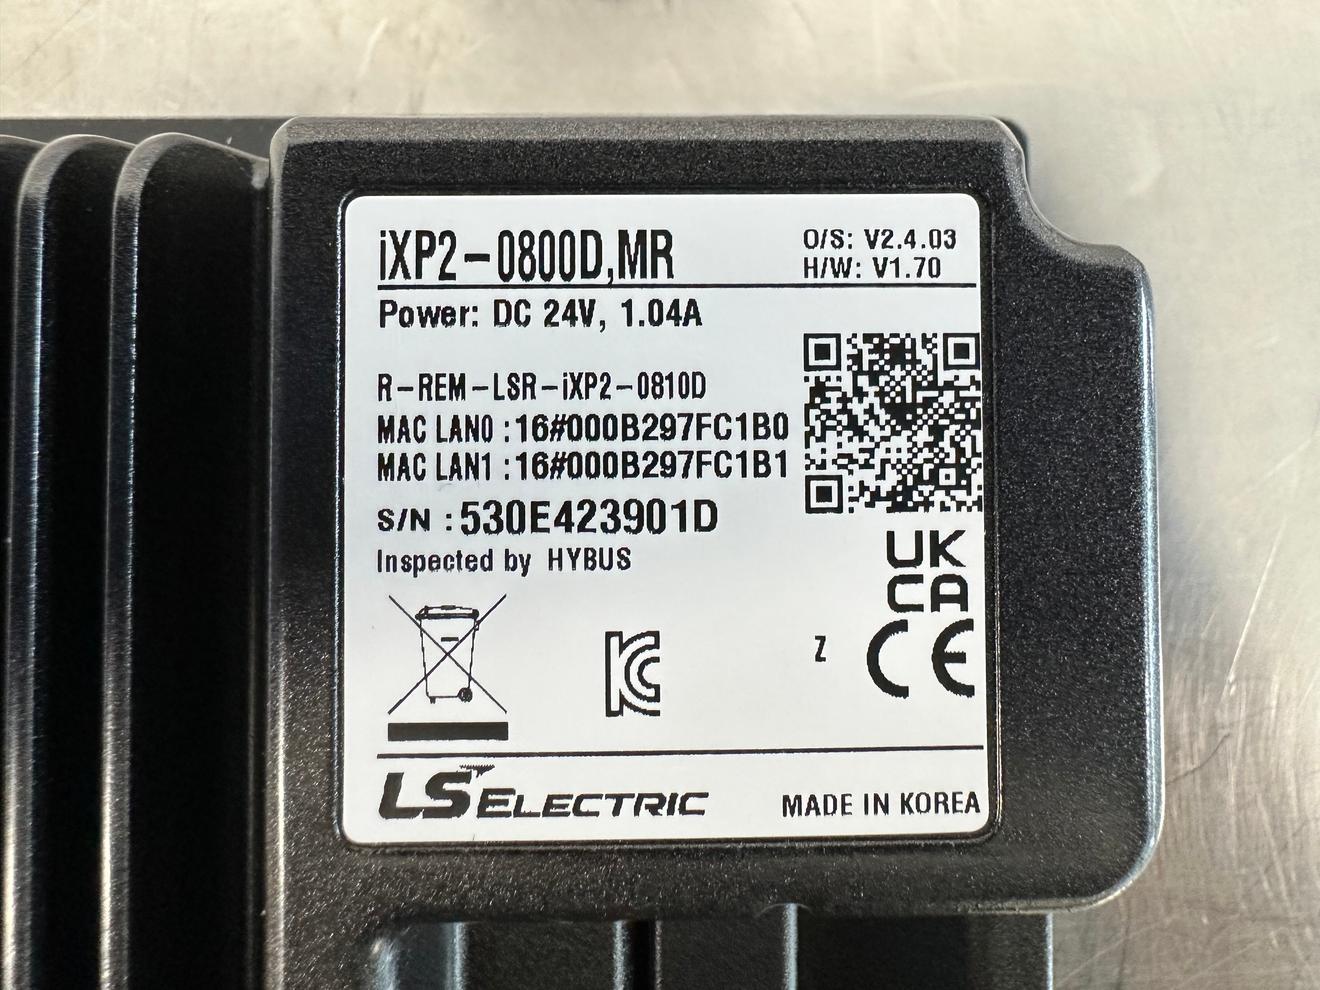 iXP2-0800D,MR
O/S: V2.4.03
H/W: V1.70
Power: DC 24V, 1.04A
R-REM-LSR-iXP2-0810D
MAC LAN0 :16#000B297FC1B0
MAC LAN1 :16#000B297FC1B1
S/N :530E423901D
Inspected by HYBUS
UK
CA
Z
CE
KC
LS ELECTRIC
MADE IN KOREA